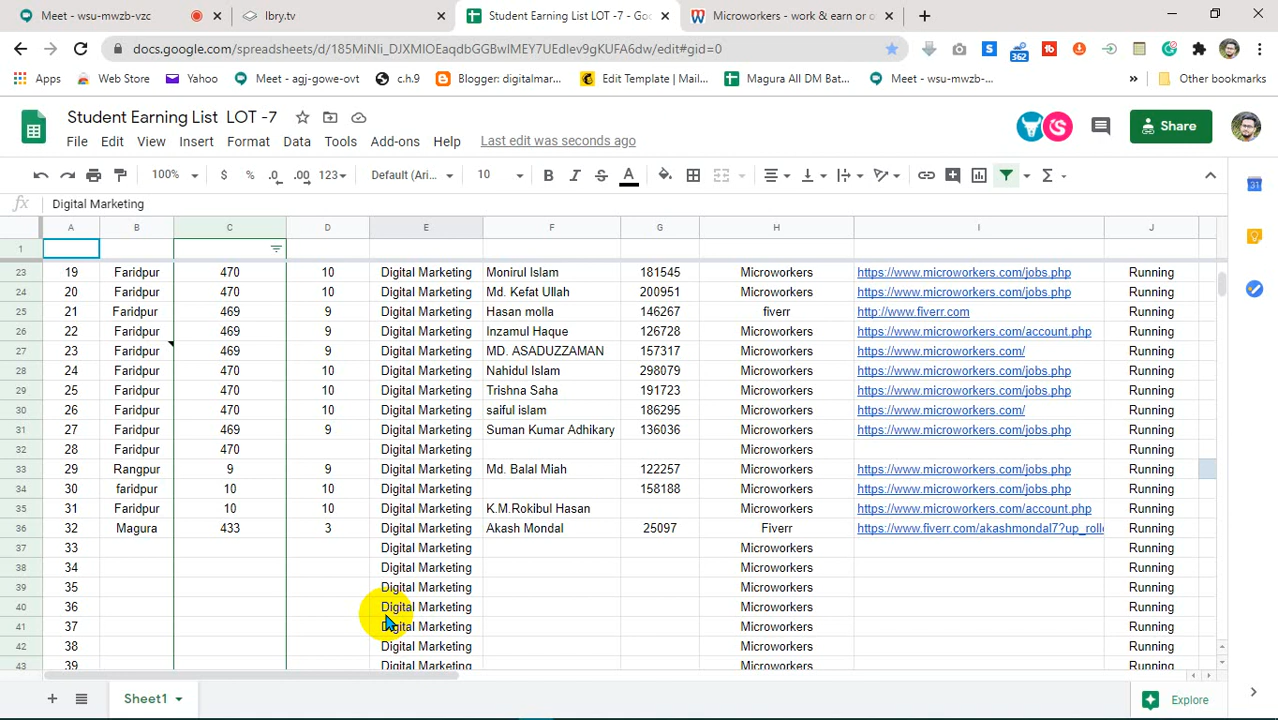 Meet - wsu-mwzb-vzc
lbry.tv
Student Earning List LOT -7 - Goo
Microworkers - work & earn or o
docs.google.com/spreadsheets/d/185MiNIi_DJXMIOEaqdbGGBwIMEY7UEdlev9gKUFA6dw/edit#gid=0
362
Apps
Web Store
Yahoo
Meet - agj-gowe-ovt
c.h.9
Blogger: digitalmar...
Edit Template | Mail...
Magura All DM Bat...
Meet - wsu-mwzb-...
»
Other bookmarks
Student Earning List LOT -7
File Edit View Insert Format Data Tools Add-ons Help Last edit was seconds ago
Share
100% $ % .0 .00 123 Default (Ari... 10 B I S A
fx Digital Marketing
A B C D E F G H I J
1
23 19 Faridpur 470 10 Digital Marketing Monirul Islam 181545 Microworkers https://www.microworkers.com/jobs.php Running
24 20 Faridpur 470 10 Digital Marketing Md. Kefat Ullah 200951 Microworkers https://www.microworkers.com/jobs.php Running
25 21 Faridpur 469 9 Digital Marketing Hasan molla 146267 fiverr http://www.fiverr.com Running
26 22 Faridpur 469 9 Digital Marketing Inzamul Haque 126728 Microworkers https://www.microworkers.com/account.php Running
27 23 Faridpur 469 9 Digital Marketing MD. ASADUZZAMAN 157317 Microworkers https://www.microworkers.com/ Running
28 24 Faridpur 470 10 Digital Marketing Nahidul Islam 298079 Microworkers https://www.microworkers.com/jobs.php Running
29 25 Faridpur 470 10 Digital Marketing Trishna Saha 191723 Microworkers https://www.microworkers.com/jobs.php Running
30 26 Faridpur 470 10 Digital Marketing saiful islam 186295 Microworkers https://www.microworkers.com/ Running
31 27 Faridpur 469 9 Digital Marketing Suman Kumar Adhikary 136036 Microworkers https://www.microworkers.com/jobs.php Running
32 28 Faridpur 470 Digital Marketing Microworkers Running
33 29 Rangpur 9 9 Digital Marketing Md. Balal Miah 122257 Microworkers https://www.microworkers.com/jobs.php Running
34 30 faridpur 10 10 Digital Marketing 158188 Microworkers https://www.microworkers.com/jobs.php Running
35 31 Faridpur 10 10 Digital Marketing K.M.Rokibul Hasan Microworkers https://www.microworkers.com/account.php Running
36 32 Magura 433 3 Digital Marketing Akash Mondal 25097 Fiverr https://www.fiverr.com/akashmondal7?up_rolle Running
37 33 Digital Marketing Microworkers Running
38 34 Digital Marketing Microworkers Running
39 35 Digital Marketing Microworkers Running
40 36 Digital Marketing Microworkers Running
41 37 Digital Marketing Microworkers Running
42 38 Digital Marketing Microworkers Running
43 39 Digital Marketing Microworkers Running
Sheet1
Explore